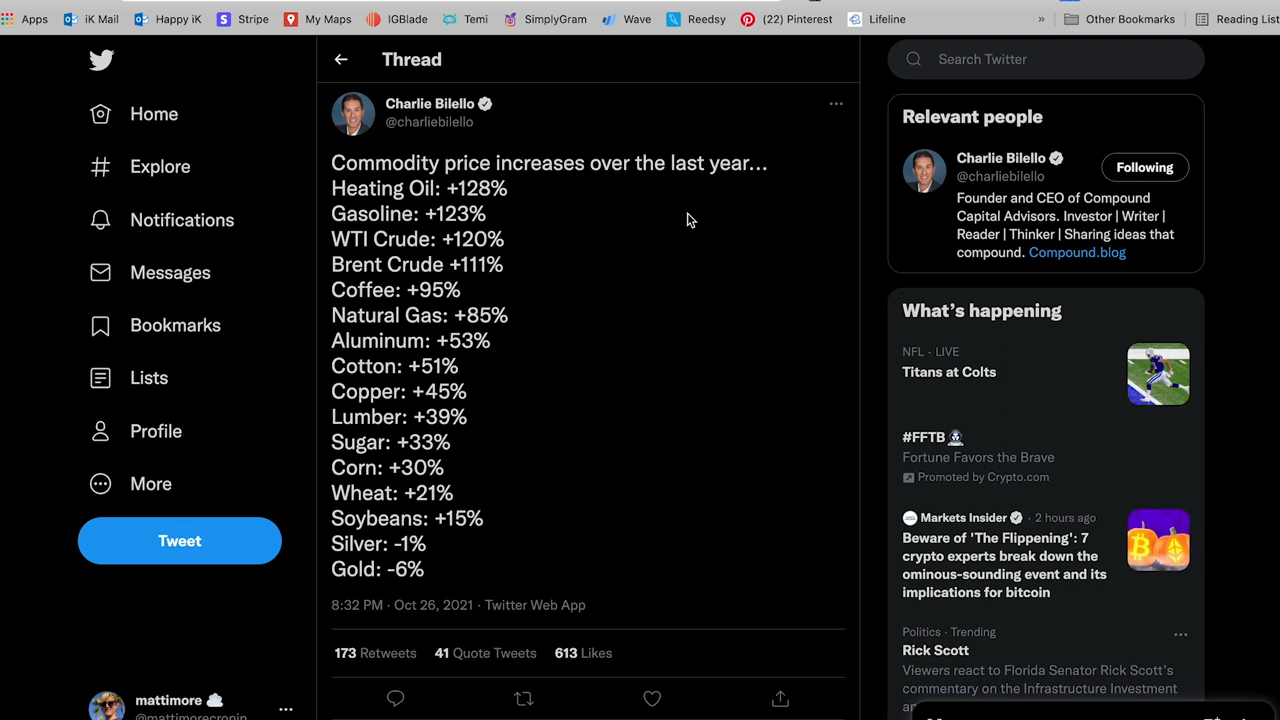 Apps
iK Mail
Happy iK
Stripe
My Maps
IGBlade
Temi
SimplyGram
Wave
Reedsy
(22) Pinterest
Lifeline
»
Other Bookmarks
Reading List
Home
Explore
Notifications
Messages
Bookmarks
Lists
Profile
More
Tweet
mattimore
@mattimorecronin
Thread
Charlie Bilello
@charliebilello
Commodity price increases over the last year...
Heating Oil: +128%
Gasoline: +123%
WTI Crude: +120%
Brent Crude +111%
Coffee: +95%
Natural Gas: +85%
Aluminum: +53%
Cotton: +51%
Copper: +45%
Lumber: +39%
Sugar: +33%
Corn: +30%
Wheat: +21%
Soybeans: +15%
Silver: -1%
Gold: -6%
8:32 PM · Oct 26, 2021 · Twitter Web App
173 Retweets 41 Quote Tweets 613 Likes
Search Twitter
Relevant people
Charlie Bilello
@charliebilello
Following
Founder and CEO of Compound
Capital Advisors. Investor | Writer |
Reader | Thinker | Sharing ideas that
compound. Compound.blog
What's happening
NFL · LIVE
Titans at Colts
#FFTB
Fortune Favors the Brave
Promoted by Crypto.com
Markets Insider · 2 hours ago
Beware of 'The Flippening': 7
crypto experts break down the
ominous-sounding event and its
implications for bitcoin
Politics · Trending
Rick Scott
Viewers react to Florida Senator Rick Scott's
commentary on the Infrastructure Investment